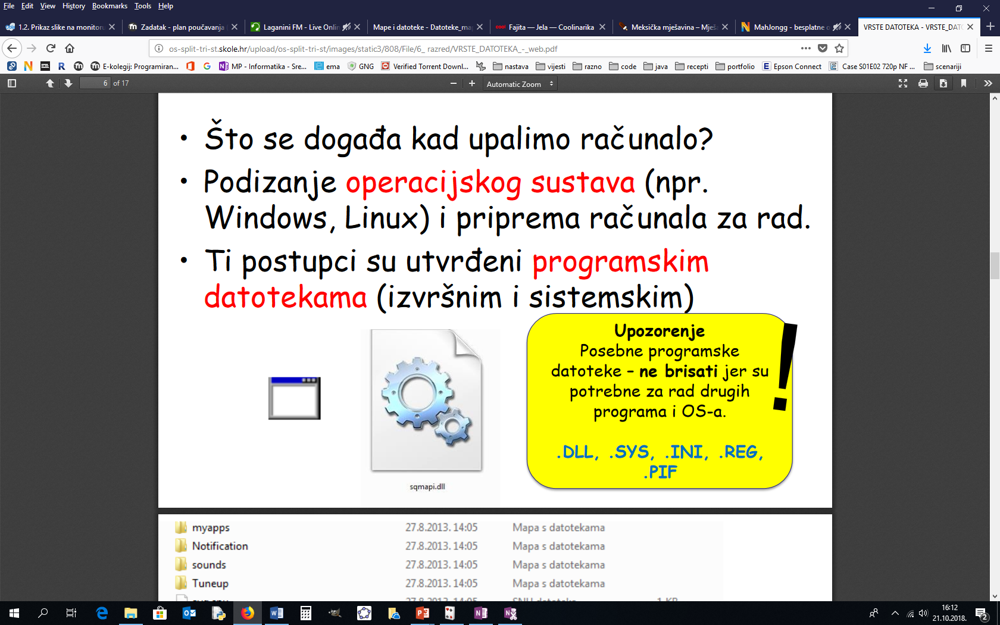 File Edit View History Bookmarks Tools Help
1.2. Prikaz slike na monitoru
Zadatak - plan poučavanja
Laganini FM - Live Onlin
Mape i datoteke - Datoteke_ma
Fajita — Jela — Coolinarika
Meksička mješavina – Mješ
MahJongg - besplatne o
VRSTE DATOTEKA - VRSTE_DATO
os-split-tri-st.skole.hr/upload/os-split-tri-st/images/static3/808/File/6_ razred/VRSTE_DATOTEKA_-_web.pdf
E-kolegiji: Programiran... MP - Informatika - Sre... ema GNG Verified Torrent Downl... nastava vijesti razno code java recepti portfolio Epson Connect Case S01E02 720p NF ... scenariji
6 of 17 Automatic Zoom
• Što se događa kad upalimo računalo?
• Podizanje operacijskog sustava (npr.
Windows, Linux) i priprema računala za rad.
• Ti postupci su utvrđeni programskim
datotekama (izvršnim i sistemskim)
Upozorenje
Posebne programske
datoteke – ne brisati jer su
potrebne za rad drugih
programa i OS-a.
.DLL, .SYS, .INI, .REG,
.PIF
!
sqmapi.dll
myapps 27.8.2013. 14:05 Mapa s datotekama
Notification 27.8.2013. 14:05 Mapa s datotekama
sounds 27.8.2013. 14:05 Mapa s datotekama
Tuneup 27.8.2013. 14:05 Mapa s datotekama
16:12
21.10.2018.
2